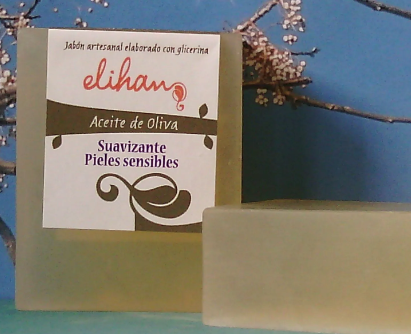 Jabón artesanal elaborado con glicerina
elihan
Aceite de Oliva
Suavizante
Pieles sensibles